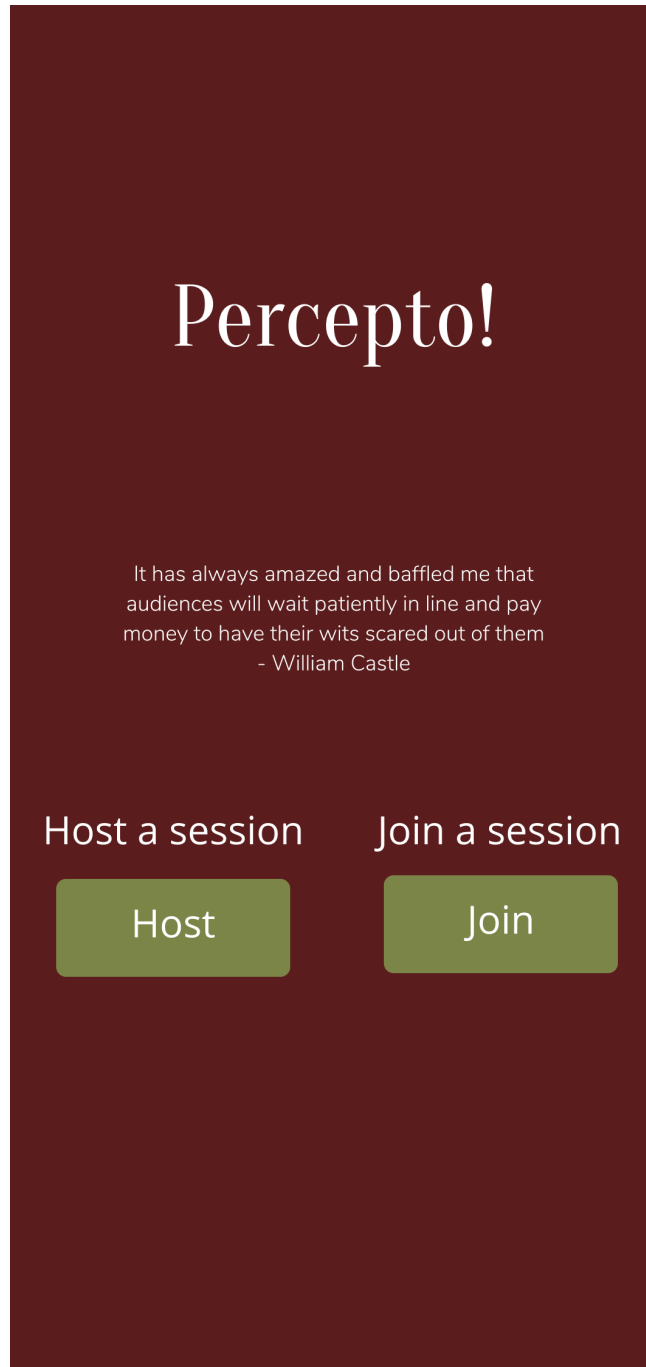 Percepto!
It has always amazed and baffled me that
audiences will wait patiently in line and pay
money to have their wits scared out of them
- William Castle
Host a session
Join a session
Host
Join